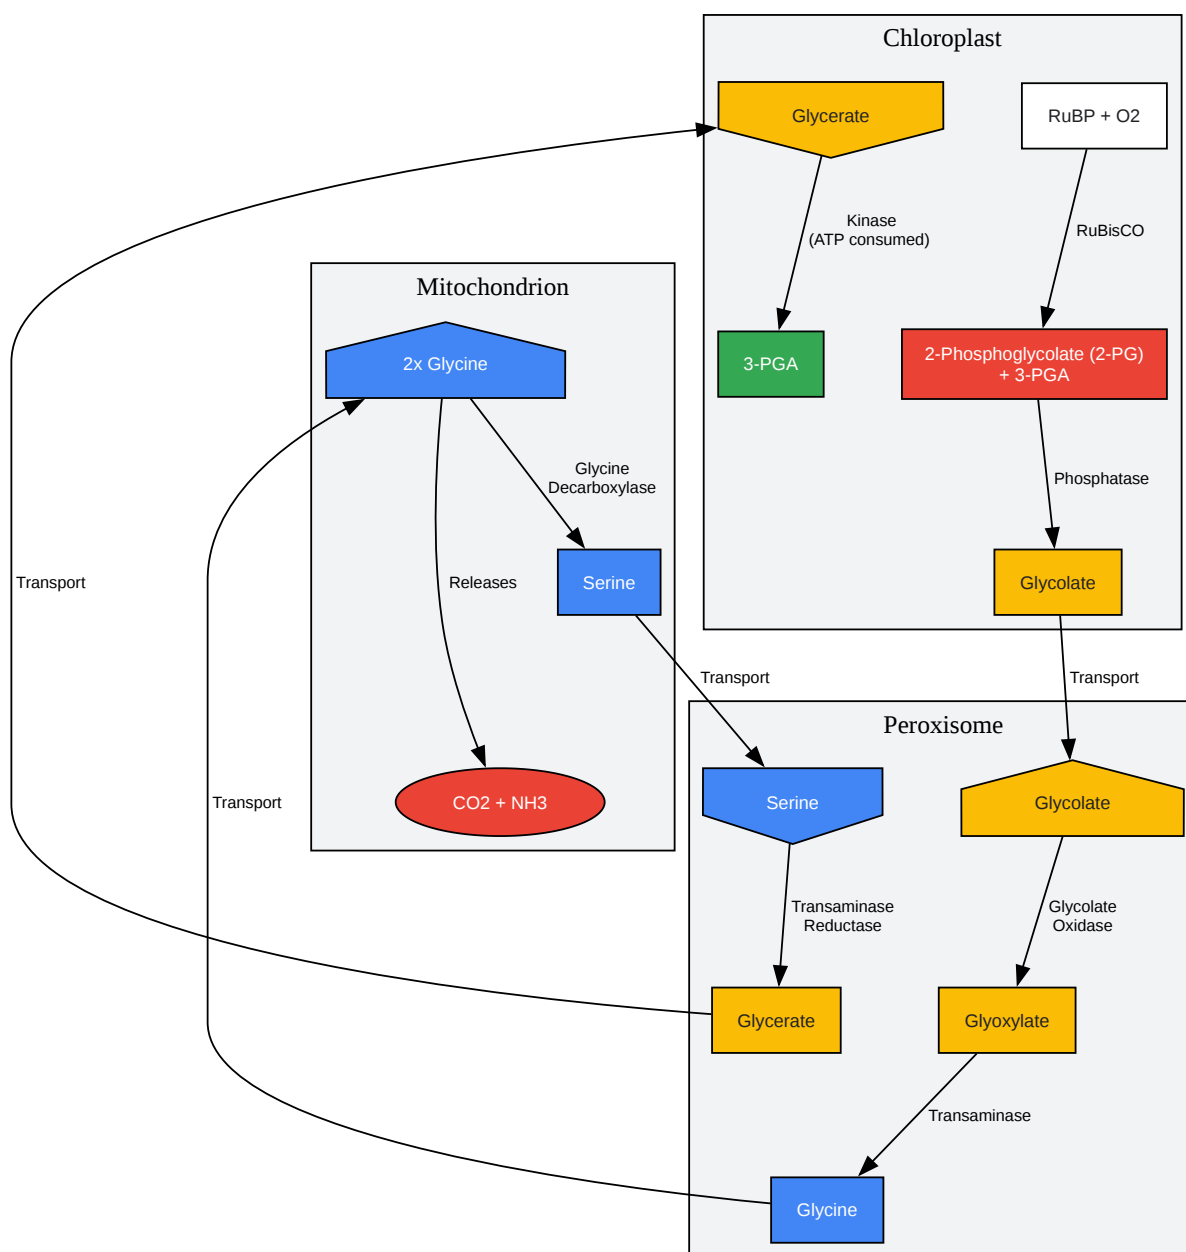 Chloroplast
Glycerate
RuBP + O2
Kinase
(ATP consumed)
RuBisCO
Mitochondrion
2x Glycine
3-PGA
2-Phosphoglycolate (2-PG)
+ 3-PGA
Glycine
Decarboxylase
Phosphatase
Transport
Releases
Serine
Glycolate
Transport
Transport
Peroxisome
Transport
CO2 + NH3
Serine
Glycolate
Transaminase
Reductase
Glycolate
Oxidase
Glycerate
Glyoxylate
Transaminase
Glycine